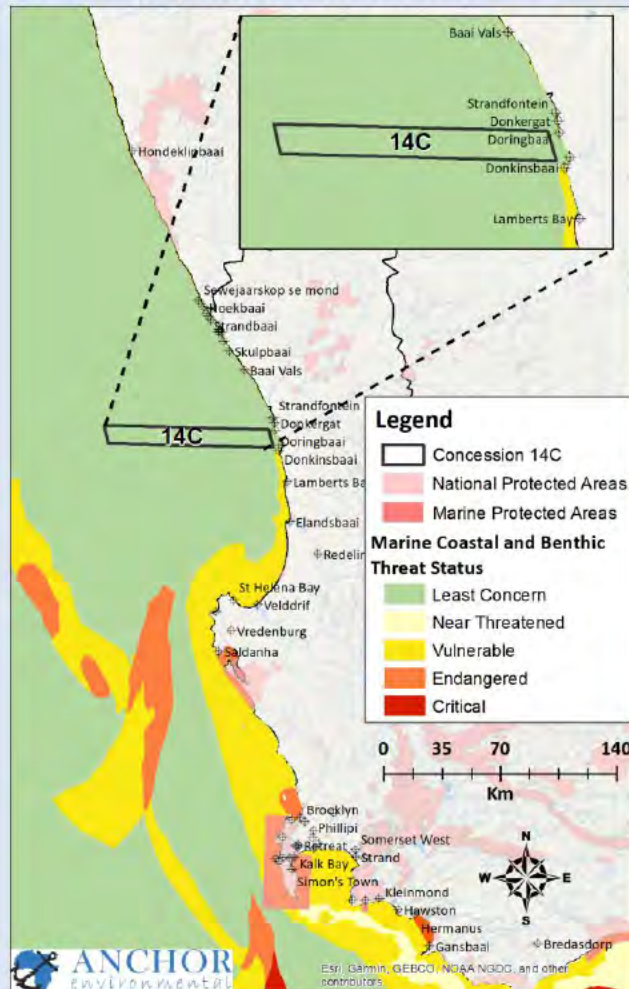 Baai Vals
Strandfontein
Donkergat
Doringbaai
14C
Donkinsbaai
Lamberts Bay
Hondeklipbaai
Sewejaarskop se mond
Hoekbaai
Strandbaai
Skulpbaai
Baai Vals
Strandfontein
Donkergat
14C
Doringbaai
Donkinsbaai
Lamberts Ba
Elandsbaai
Redelin
St Helena Bay
Velddrif
Vredenburg
Saldanha
Legend
Concession 14C
National Protected Areas
Marine Protected Areas
Marine Coastal and Benthic
Threat Status
Least Concern
Near Threatened
Vulnerable
Endangered
Critical
0 35 70 140
Km
Brooklyn
Phillipi
Retreat
Somerset West
Strand
Kalk Bay
Simon's Town
Kleinmond
Hawston
Hermanus
Gansbaai
Bredasdorp
N
W E
S
ANCHOR
environmental
Esri, Garmin, GEBCO, NOAA NGDC, and other
contributors